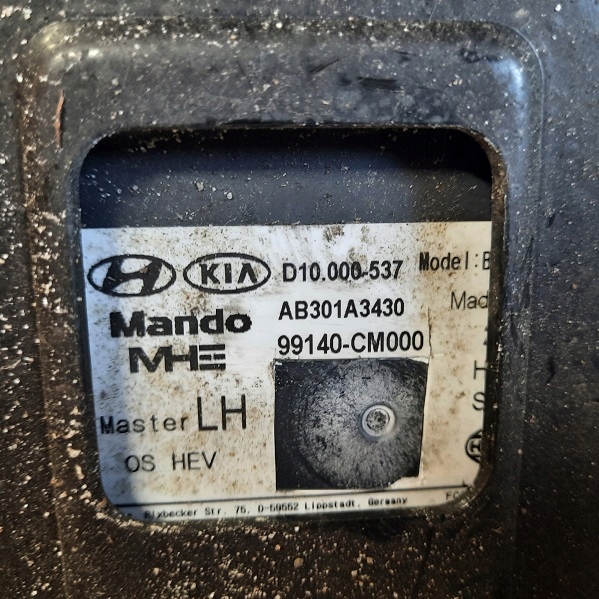 KIA D10.000-537 Model:B
Mando AB301A3430 Mad
MHE 99140-CM000
Master LH
OS HEV
Rixbecker Str. 75, D-59552 Lippstadt, Germany